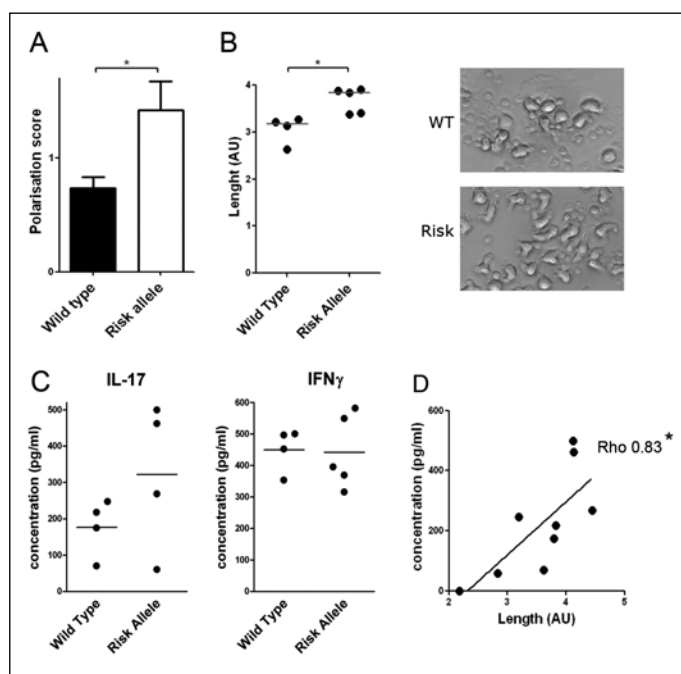 A
*
Polarisation score
1
0
Wild type
Risk allele
B
*
Lenght (AU)
4
3
2
1
0
Wild Type
Risk Allele
WT
Risk
C
IL-17
concentration (pg/ml)
500
400
300
200
100
0
Wild Type
Risk Allele
IFNγ
concentration (pg/ml)
600
500
400
300
200
100
0
Wild Type
Risk Allele
D
concentration (pg/ml)
600
400
200
0
2
3
4
5
Length (AU)
Rho 0.83*